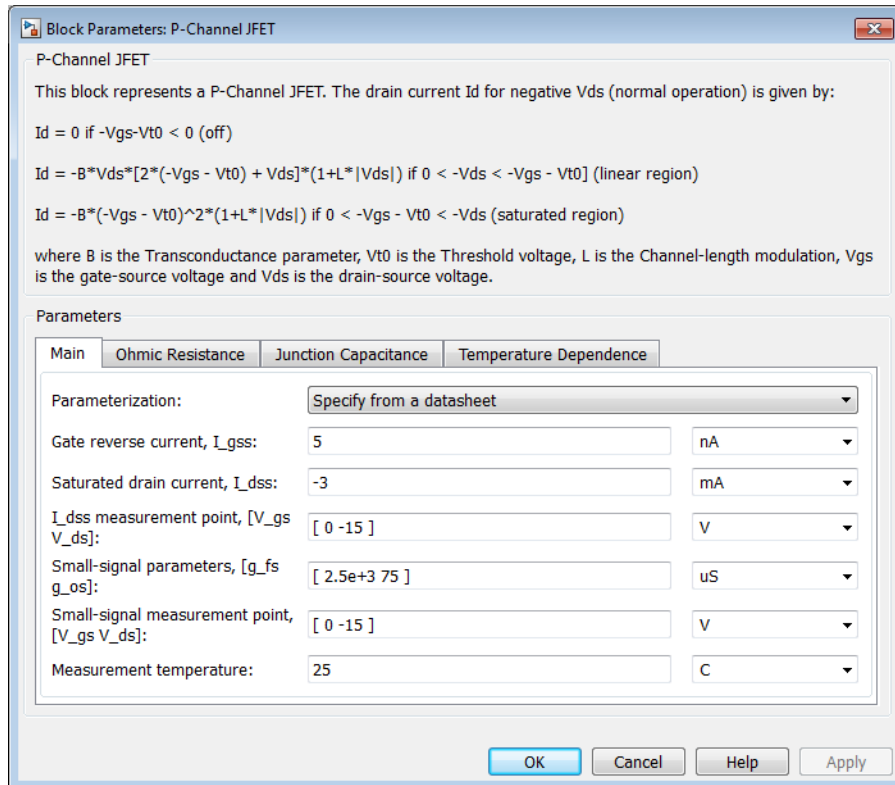 Block Parameters: P-Channel JFET
P-Channel JFET
This block represents a P-Channel JFET. The drain current Id for negative Vds (normal operation) is given by:
Id = 0 if -Vgs-Vt0 < 0 (off)
Id = -B*Vds*[2*(-Vgs - Vt0) + Vds]*(1+L*|Vds|) if 0 < -Vds < -Vgs - Vt0] (linear region)
Id = -B*(-Vgs - Vt0)^2*(1+L*|Vds|) if 0 < -Vgs - Vt0 < -Vds (saturated region)
where B is the Transconductance parameter, Vt0 is the Threshold voltage, L is the Channel-length modulation, Vgs
is the gate-source voltage and Vds is the drain-source voltage.
Parameters
Main Ohmic Resistance Junction Capacitance Temperature Dependence
Parameterization: Specify from a datasheet
Gate reverse current, I_gss: 5 nA
Saturated drain current, I_dss: -3 mA
I_dss measurement point, [V_gs
V_ds]: [ 0 -15 ] V
Small-signal parameters, [g_fs
g_os]: [ 2.5e+3 75 ] uS
Small-signal measurement point,
[V_gs V_ds]: [ 0 -15 ] V
Measurement temperature: 25 C
OK Cancel Help Apply